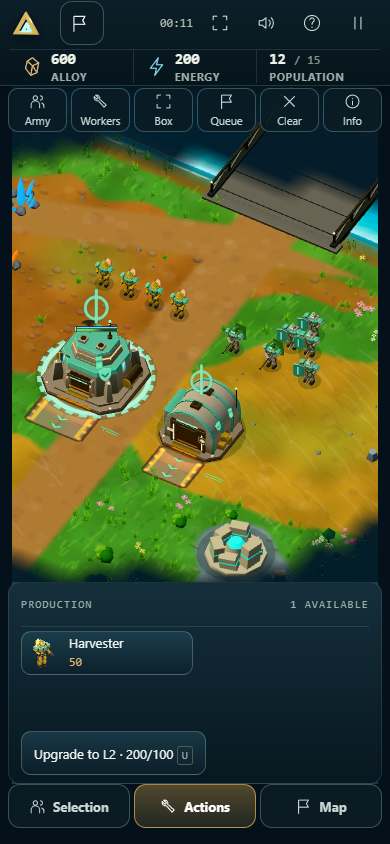 00:11
600
ALLOY
200
ENERGY
12 / 15
POPULATION
Army
Workers
Box
Queue
Clear
Info
PRODUCTION
1 AVAILABLE
Harvester
50
Upgrade to L2 · 200/100 U
Selection
Actions
Map